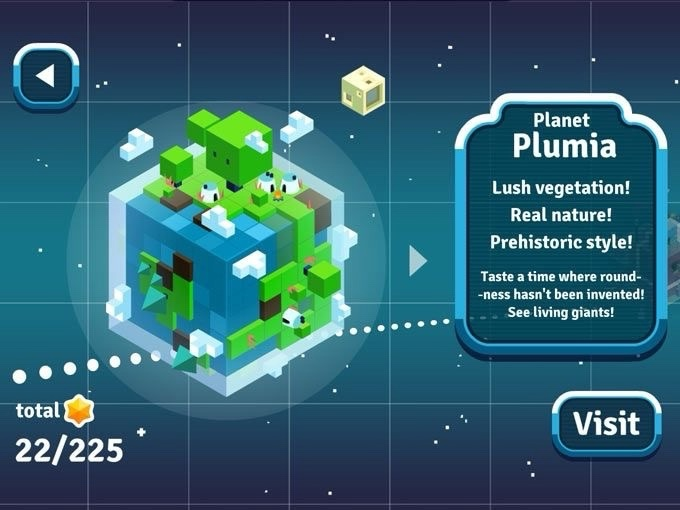 Planet
Plumia
Lush vegetation!
Real nature!
Prehistoric style!
Taste a time where round-
-ness hasn't been invented!
See living giants!
total
22/225
Visit